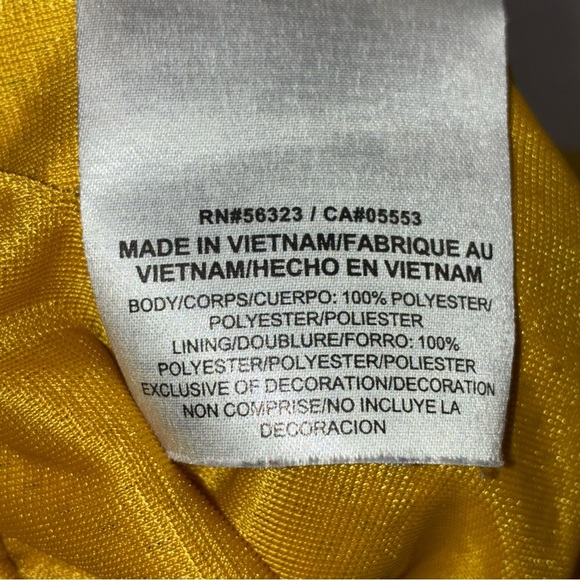 RN#56323 / CA#05553
MADE IN VIETNAM/FABRIQUE AU
VIETNAM/HECHO EN VIETNAM
BODY/CORPS/CUERPO: 100% POLYESTER/
POLYESTER/POLIESTER
LINING/DOUBLURE/FORRO: 100%
POLYESTER/POLYESTER/POLIESTER
EXCLUSIVE OF DECORATION/DECORATION
NON COMPRISE/NO INCLUYE LA
DECORACION